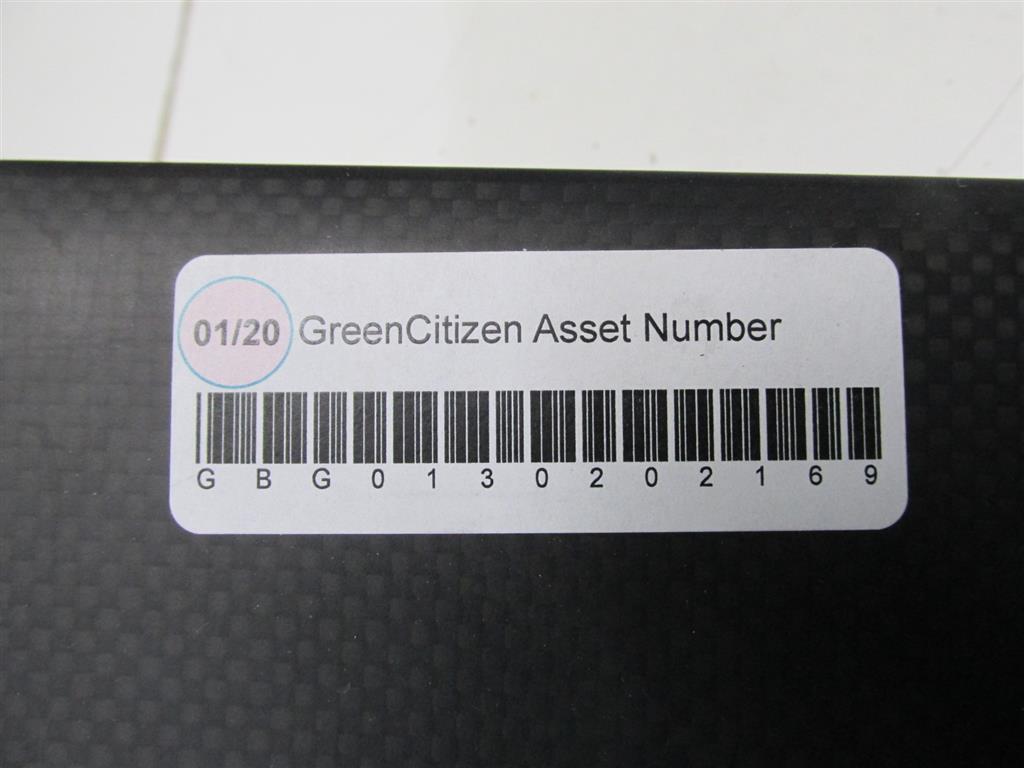 01/20 GreenCitizen Asset Number
G B G 0 1 3 0 2 0 2 1 6 9